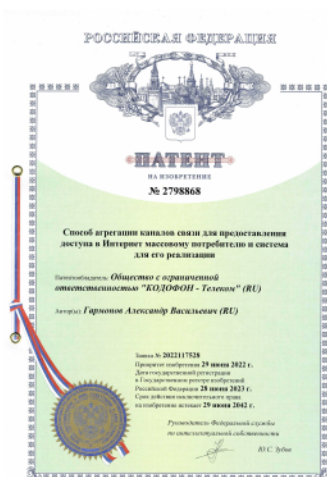 РОССИЙСКАЯ ФЕДЕРАЦИЯ
ПАТЕНТ
НА ИЗОБРЕТЕНИЕ
№ 2798868
Способ агрегации каналов связи для предоставления
доступа в Интернет массовому потребителю и система
для его реализации
Патентообладатель: Общество с ограниченной
ответственностью "КОДОФОН - Телеком" (RU)
Автор(ы): Гармонов Александр Васильевич (RU)
Заявка № 2022117528
Приоритет изобретения 29 июня 2022 г.
Дата государственной регистрации
в Государственном реестре изобретений
Российской Федерации 28 июня 2023 г.
Срок действия исключительного права
на изобретение истекает 29 июня 2042 г.
Руководитель Федеральной службы
по интеллектуальной собственности
Ю.С. Зубов